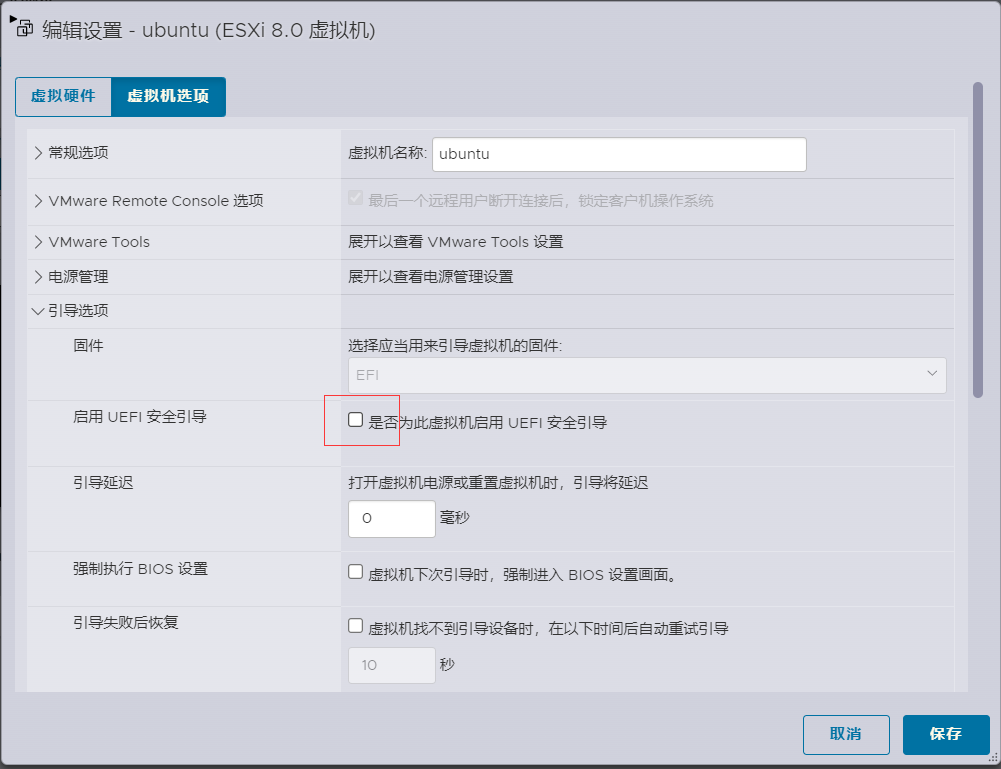 编辑设置 - ubuntu (ESXi 8.0 虚拟机)
虚拟硬件 虚拟机选项
常规选项 虚拟机名称: ubuntu
VMware Remote Console 选项 最后一个远程用户断开连接后，锁定客户机操作系统
VMware Tools 展开以查看 VMware Tools 设置
电源管理 展开以查看电源管理设置
引导选项
固件 选择应当用来引导虚拟机的固件:
EFI
启用 UEFI 安全引导 是否为此虚拟机启用 UEFI 安全引导
引导延迟 打开虚拟机电源或重置虚拟机时，引导将延迟
0 毫秒
强制执行 BIOS 设置 虚拟机下次引导时，强制进入 BIOS 设置画面。
引导失败后恢复 虚拟机找不到引导设备时，在以下时间后自动重试引导
10 秒
取消 保存